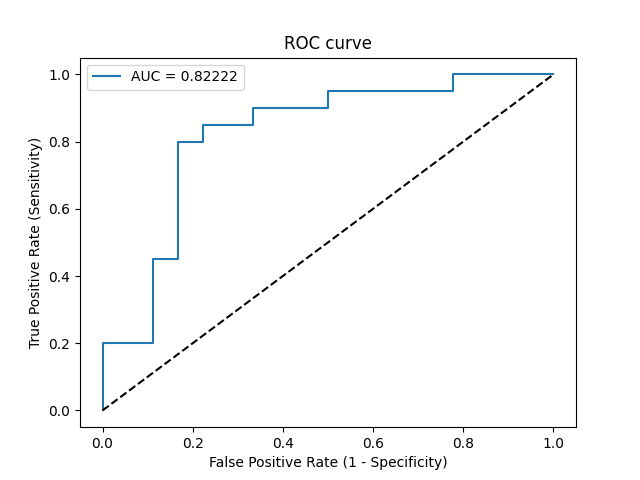 ROC curve
AUC = 0.82222
True Positive Rate (Sensitivity)
1.0
0.8
0.6
0.4
0.2
0.0
0.0 0.2 0.4 0.6 0.8 1.0
False Positive Rate (1 - Specificity)